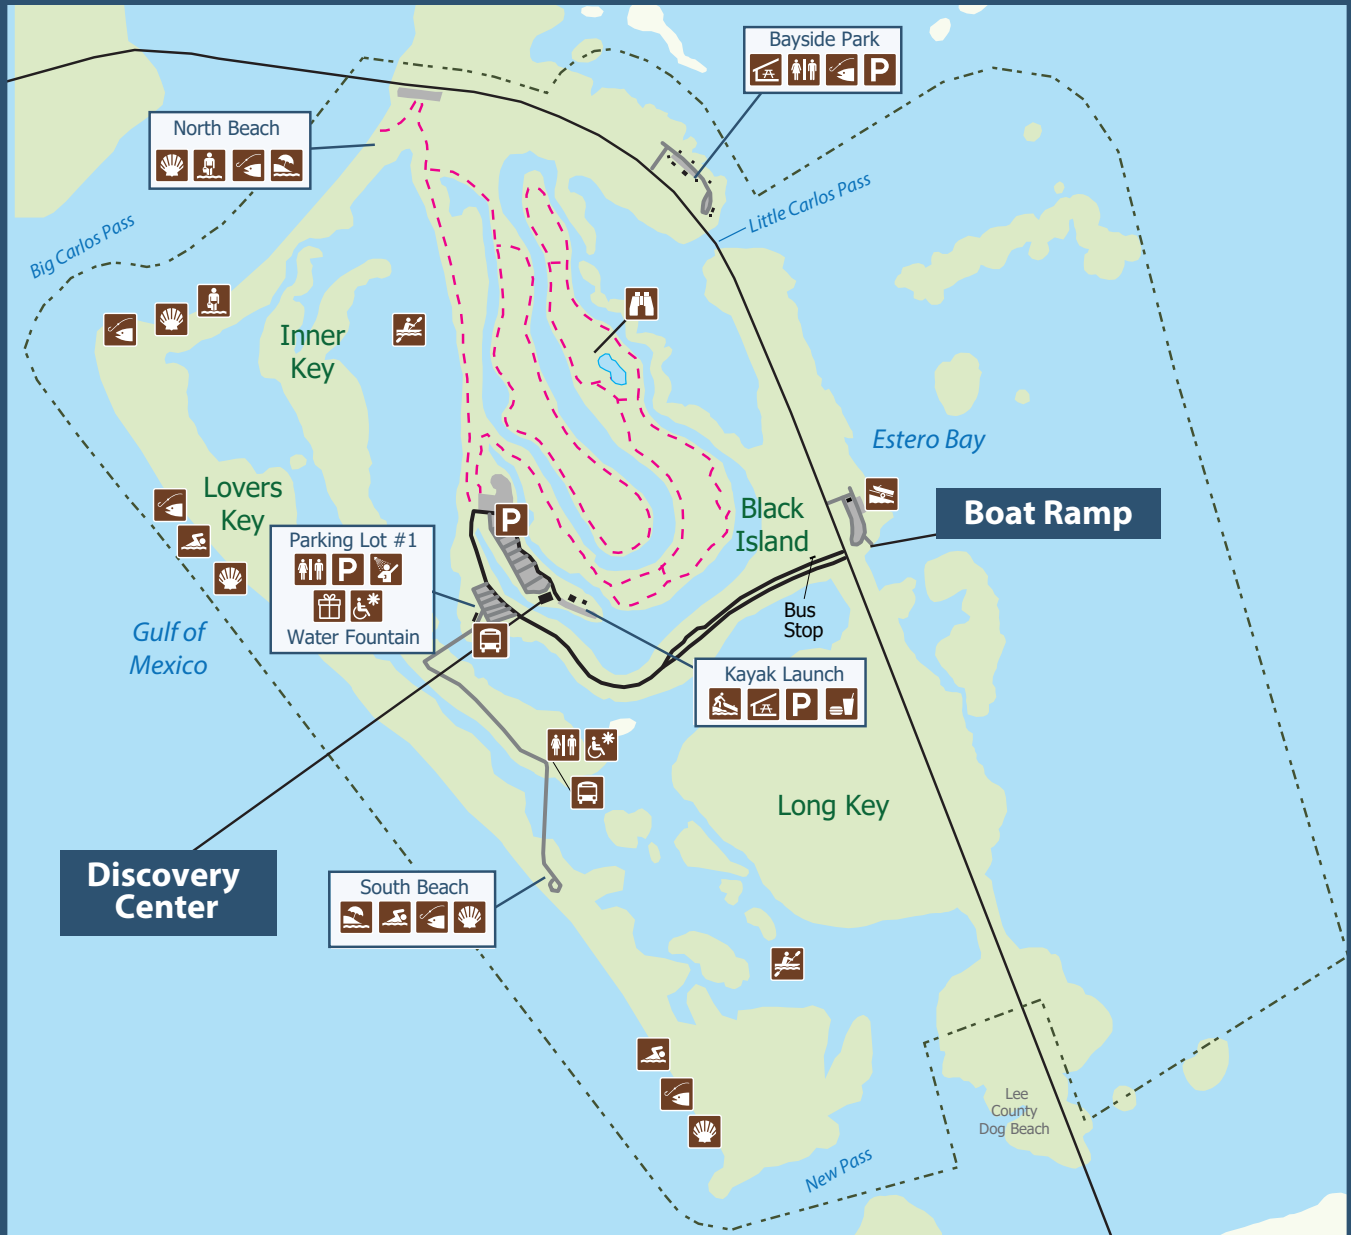 Bayside Park
P
North Beach
Little Carlos Pass
Big Carlos Pass
Inner
Key
Estero Bay
Lovers
Key
Black
Island
Boat Ramp
P
Parking Lot #1
P
Water Fountain
Bus
Stop
Gulf of
Mexico
Kayak Launch
P
Long Key
Discovery
Center
South Beach
Lee
County
Dog Beach
New Pass